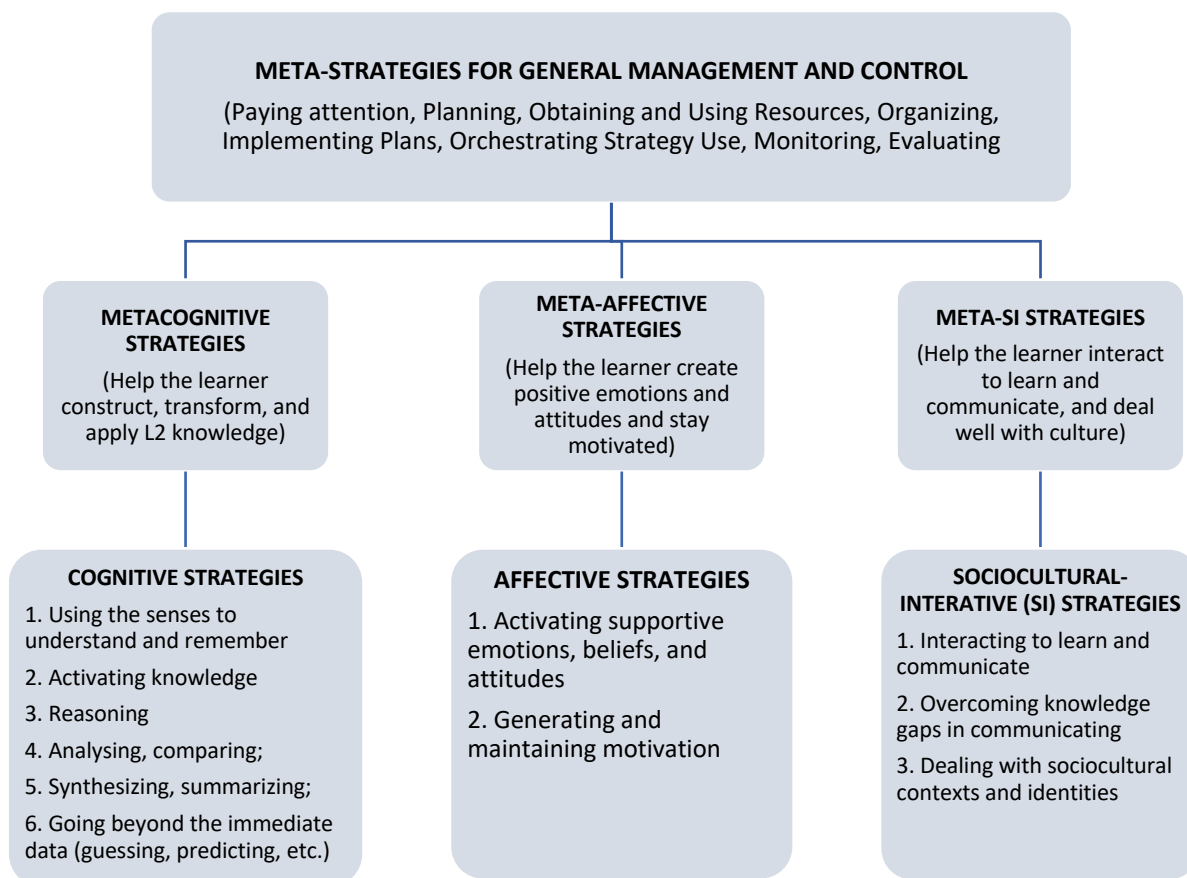 META-STRATEGIES FOR GENERAL MANAGEMENT AND CONTROL
(Paying attention, Planning, Obtaining and Using Resources, Organizing,
Implementing Plans, Orchestrating Strategy Use, Monitoring, Evaluating
METACOGNITIVE
STRATEGIES
(Help the learner
construct, transform, and
apply L2 knowledge)
META-AFFECTIVE
STRATEGIES
(Help the learner create
positive emotions and
attitudes and stay
motivated)
META-SI STRATEGIES
(Help the learner interact
to learn and
communicate, and deal
well with culture)
COGNITIVE STRATEGIES
1. Using the senses to
understand and remember
2. Activating knowledge
3. Reasoning
4. Analysing, comparing;
5. Synthesizing, summarizing;
6. Going beyond the immediate
data (guessing, predicting, etc.)
AFFECTIVE STRATEGIES
1. Activating supportive
emotions, beliefs, and
attitudes
2. Generating and
maintaining motivation
SOCIOCULTURAL-
INTERATIVE (SI) STRATEGIES
1. Interacting to learn and
communicate
2. Overcoming knowledge
gaps in communicating
3. Dealing with sociocultural
contexts and identities